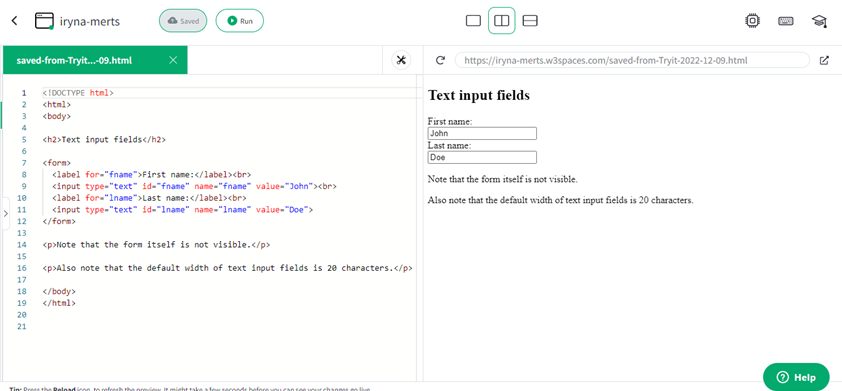 iryna-merts
Saved
Run
saved-from-Tryit...-09.html
https://iryna-merts.w3spaces.com/saved-from-Tryit-2022-12-09.html
1 <!DOCTYPE html>
2 <html>
3 <body>
4
5 <h2>Text input fields</h2>
6
7 <form>
8 <label for="fname">First name:</label><br>
9 <input type="text" id="fname" name="fname" value="John"><br>
10 <label for="lname">Last name:</label><br>
11 <input type="text" id="lname" name="lname" value="Doe">
12 </form>
13
14 <p>Note that the form itself is not visible.</p>
15
16 <p>Also note that the default width of text input fields is 20 characters.</p>
17
18 </body>
19 </html>
20
21
Text input fields
First name:
John
Last name:
Doe
Note that the form itself is not visible.
Also note that the default width of text input fields is 20 characters.
Help
Tip: Press the Reload icon, to refresh the preview. It might take a few seconds before you can see your changes go live.